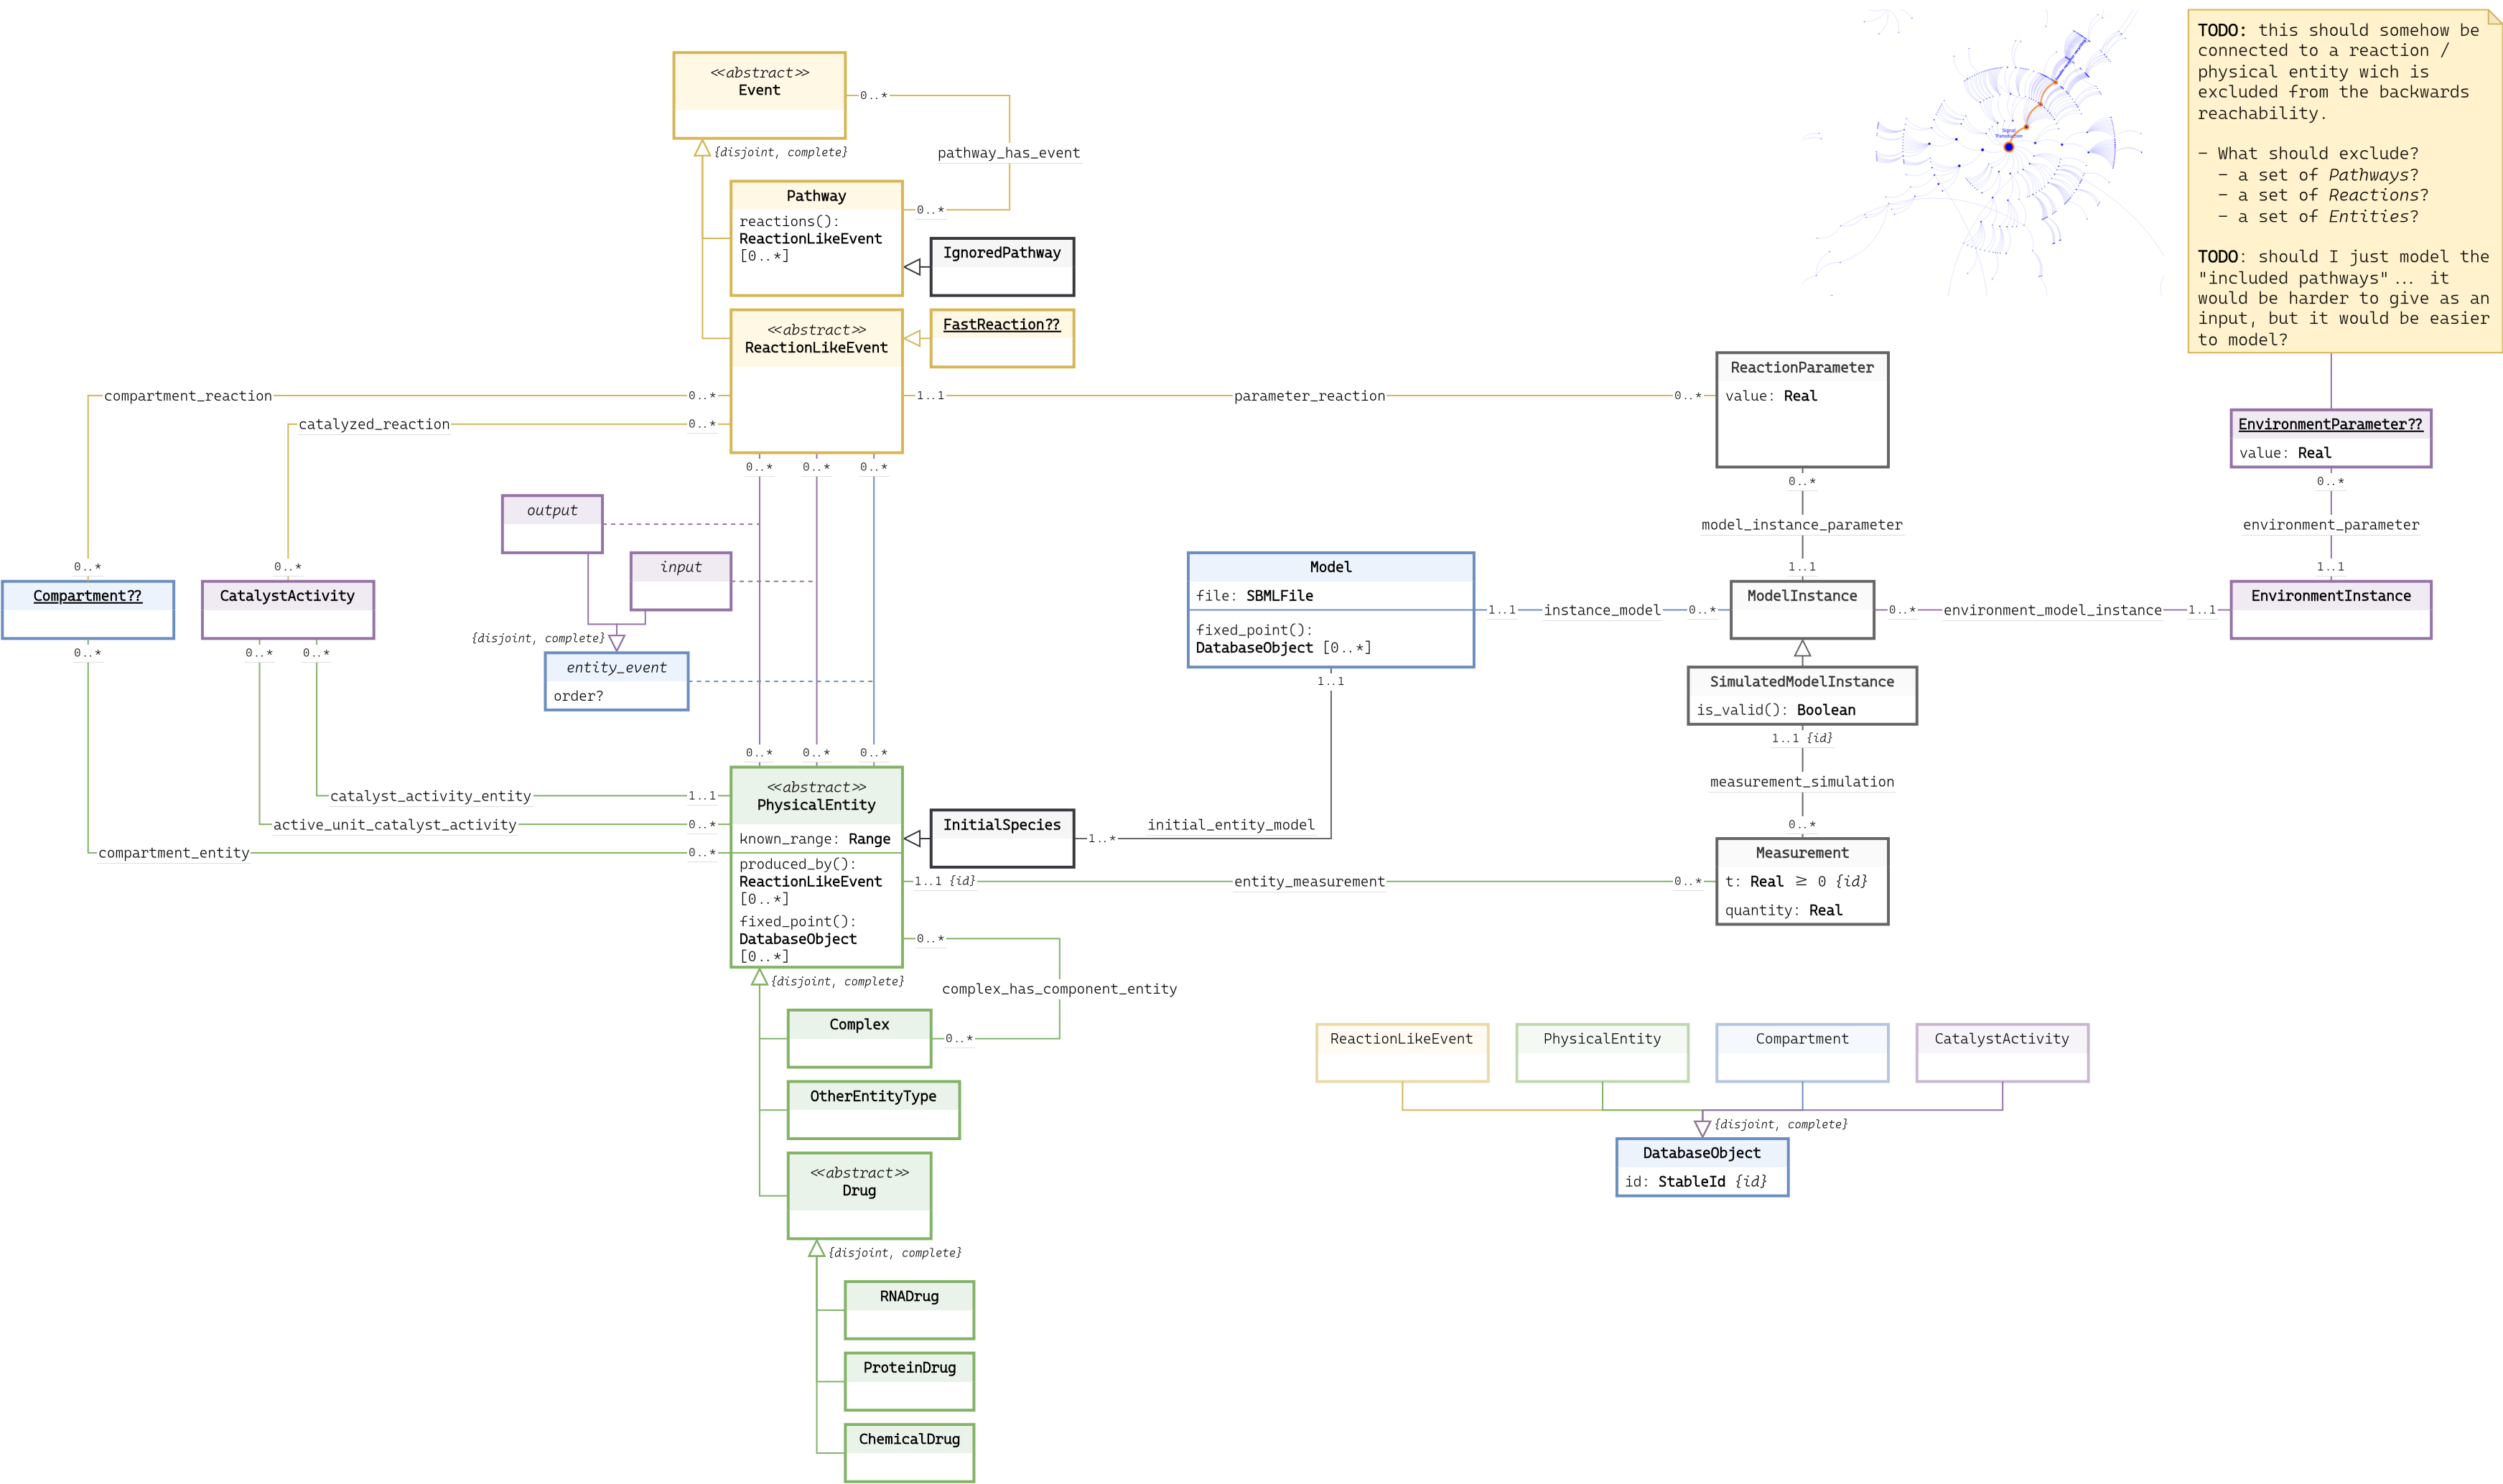 <<abstract>>
Event
0..*
{disjoint, complete}
pathway_has_event
Pathway
reactions():
ReactionLikeEvent
[0..*]
0..*
IgnoredPathway
<<abstract>>
ReactionLikeEvent
FastReaction??
Signal
Transduction
TODO: this should somehow be
connected to a reaction /
physical entity wich is
excluded from the backwards
reachability.
- What should exclude?
- a set of Pathways?
- a set of Reactions?
- a set of Entities?
TODO: should I just model the
"included pathways"... it
would be harder to give as an
input, but it would be easier
to model?
compartment_reaction
0..*
1..1
parameter_reaction
0..*
ReactionParameter
value: Real
catalyzed_reaction
0..*
EnvironmentParameter??
value: Real
0..*
0..*
0..*
0..*
0..*
output
model_instance_parameter
environment_parameter
input
0..*
0..*
1..1
1..1
Compartment??
CatalystActivity
Model
file: SBMLFile
fixed_point():
DatabaseObject [0..*]
1..1
instance_model
0..*
ModelInstance
0..*
environment_model_instance
1..1
EnvironmentInstance
{disjoint, complete}
0..*
0..*
0..*
entity_event
order?
1..1
SimulatedModelInstance
is_valid(): Boolean
1..1 {id}
0..*
0..*
0..*
measurement_simulation
catalyst_activity_entity
1..1
active_unit_catalyst_activity
0..*
compartment_entity
0..*
<<abstract>>
PhysicalEntity
known_range: Range
produced_by():
ReactionLikeEvent
[0..*]
fixed_point():
DatabaseObject
[0..*]
InitialSpecies
1..*
initial_entity_model
0..*
Measurement
t: Real ≥ 0 {id}
quantity: Real
1..1 {id}
entity_measurement
0..*
0..*
{disjoint, complete}
complex_has_component_entity
Complex
0..*
ReactionLikeEvent
PhysicalEntity
Compartment
CatalystActivity
OtherEntityType
{disjoint, complete}
DatabaseObject
id: StableId {id}
<<abstract>>
Drug
{disjoint, complete}
RNADrug
ProteinDrug
ChemicalDrug